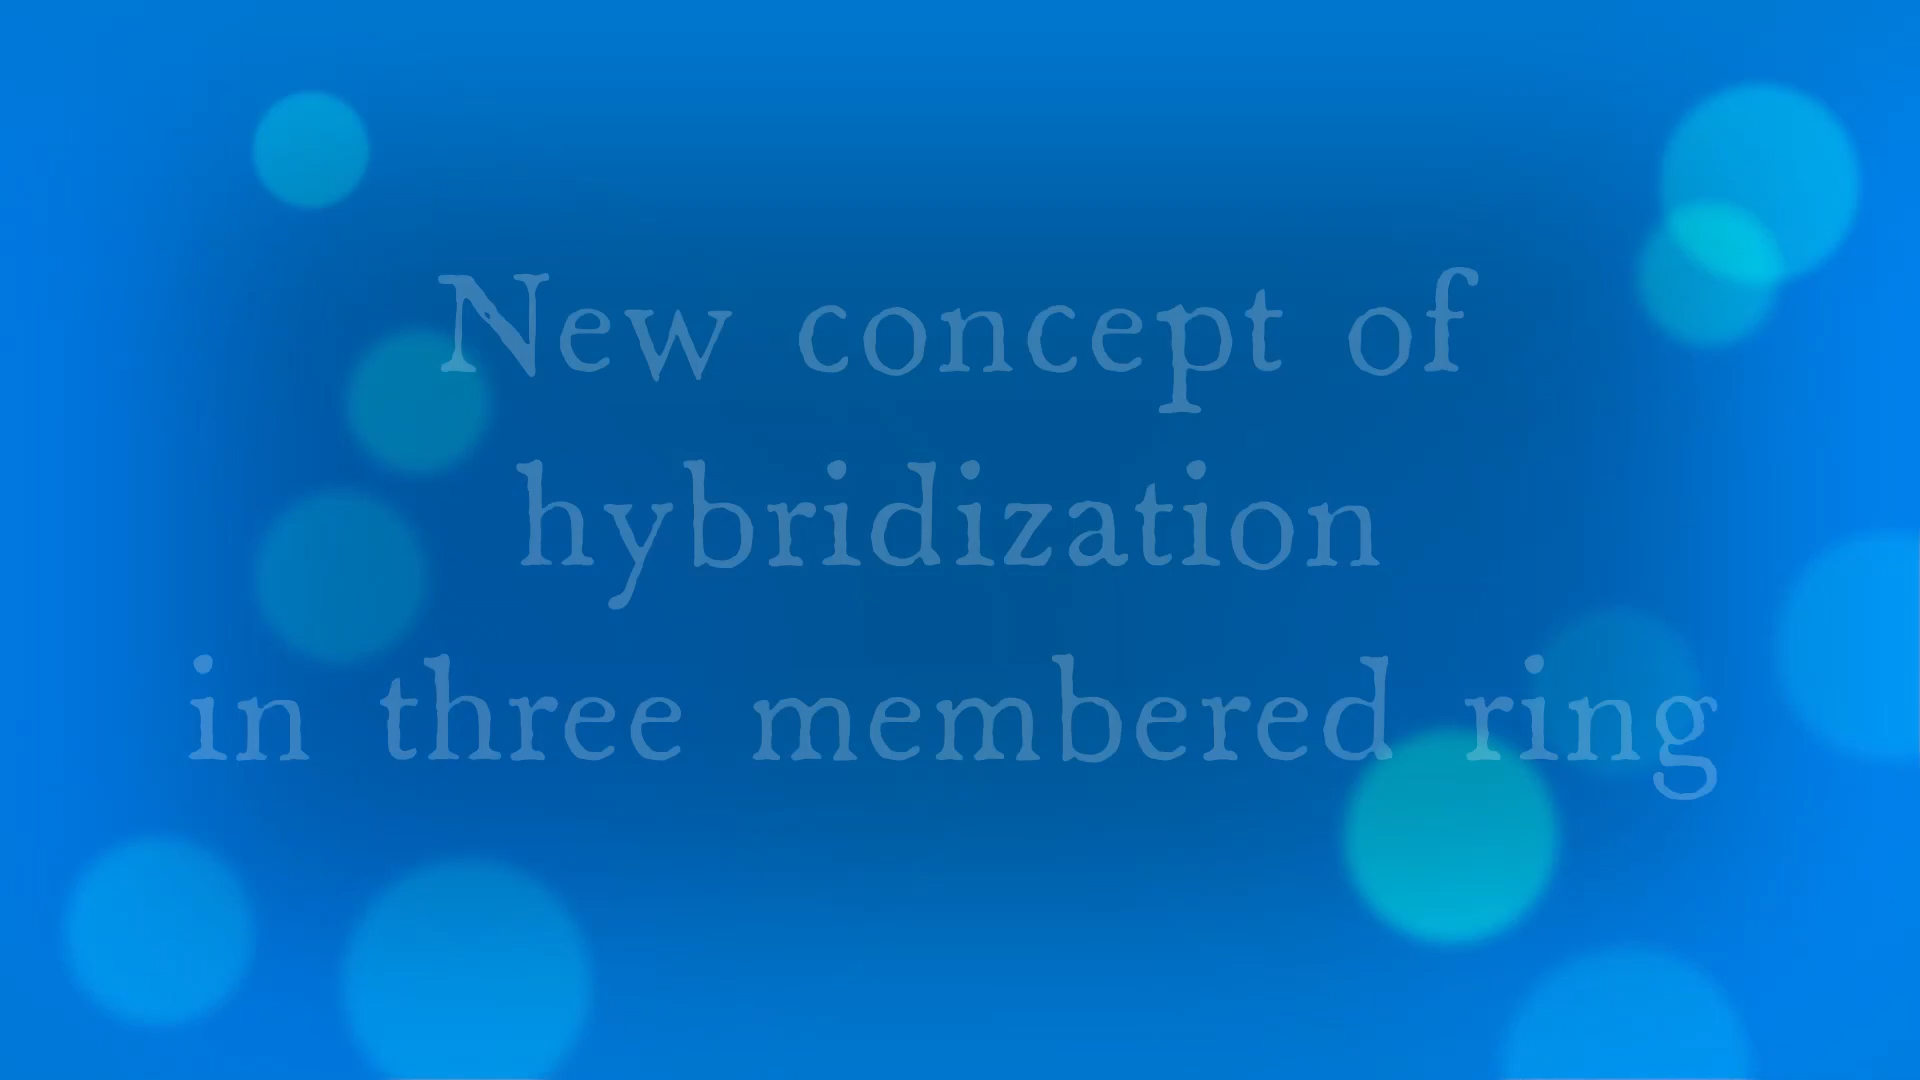 New concept of
hybridization
in three membered ring